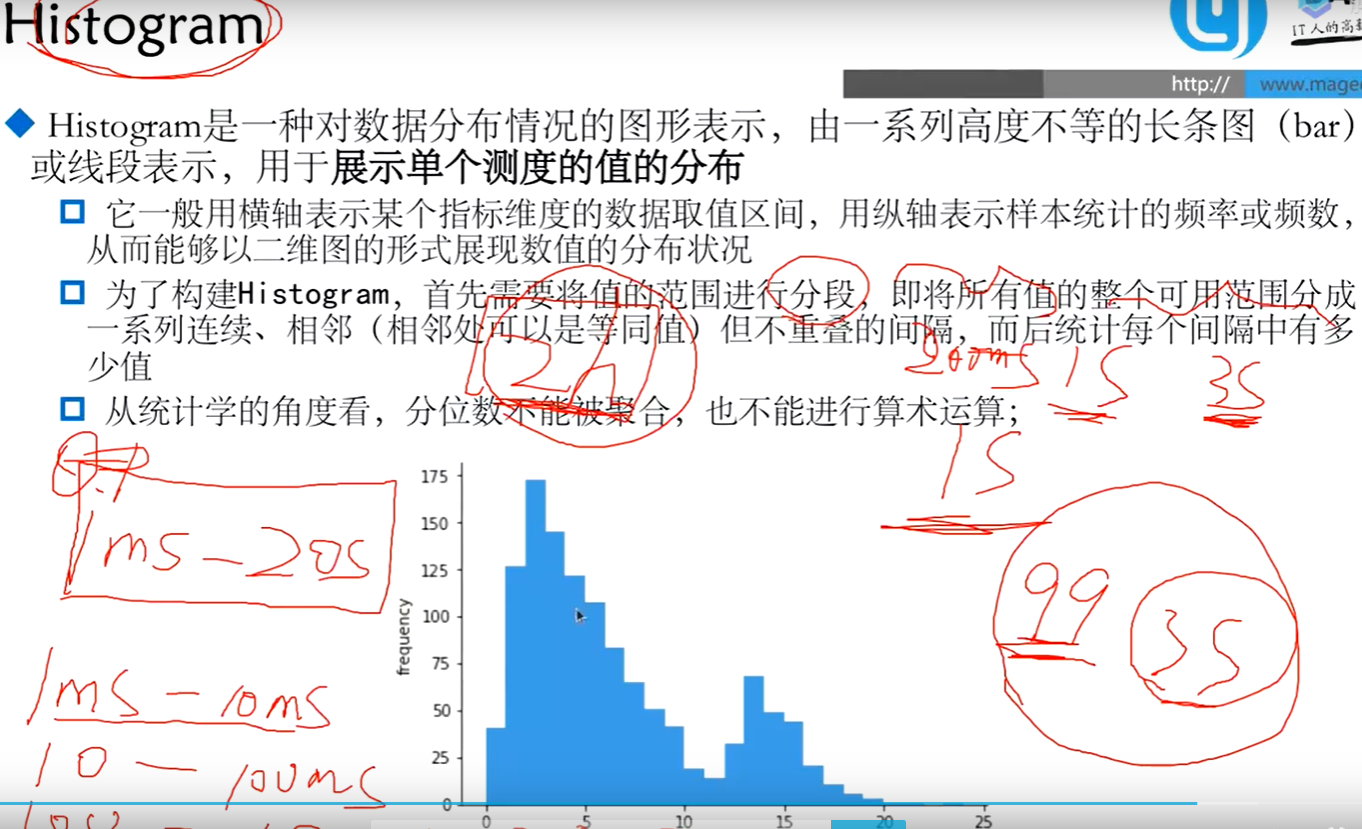 Histogram
IT人的高
http://
www.mage
Histogram是一种对数据分布情况的图形表示，由一系列高度不等的长条图（bar）
或线段表示，用于展示单个测度的值的分布
它一般用横轴表示某个指标维度的数据取值区间，用纵轴表示样本统计的频率或频数，
从而能够以二维图的形式展现数值的分布状况
为了构建Histogram，首先需要将值的范围进行分段，即将所有值的整个可用范围分成
一系列连续、相邻（相邻处可以是等同值）但不重叠的间隔，而后统计每个间隔中有多
少值
2h
200ms 1S 3S
从统计学的角度看，分位数不能被聚合，也不能进行算术运算；
1S
1ms-20s
99 3S
1mS-10mS
10-100ms
175
150
125
100
75
50
25
0
frequency
0 5 10 15 20 25